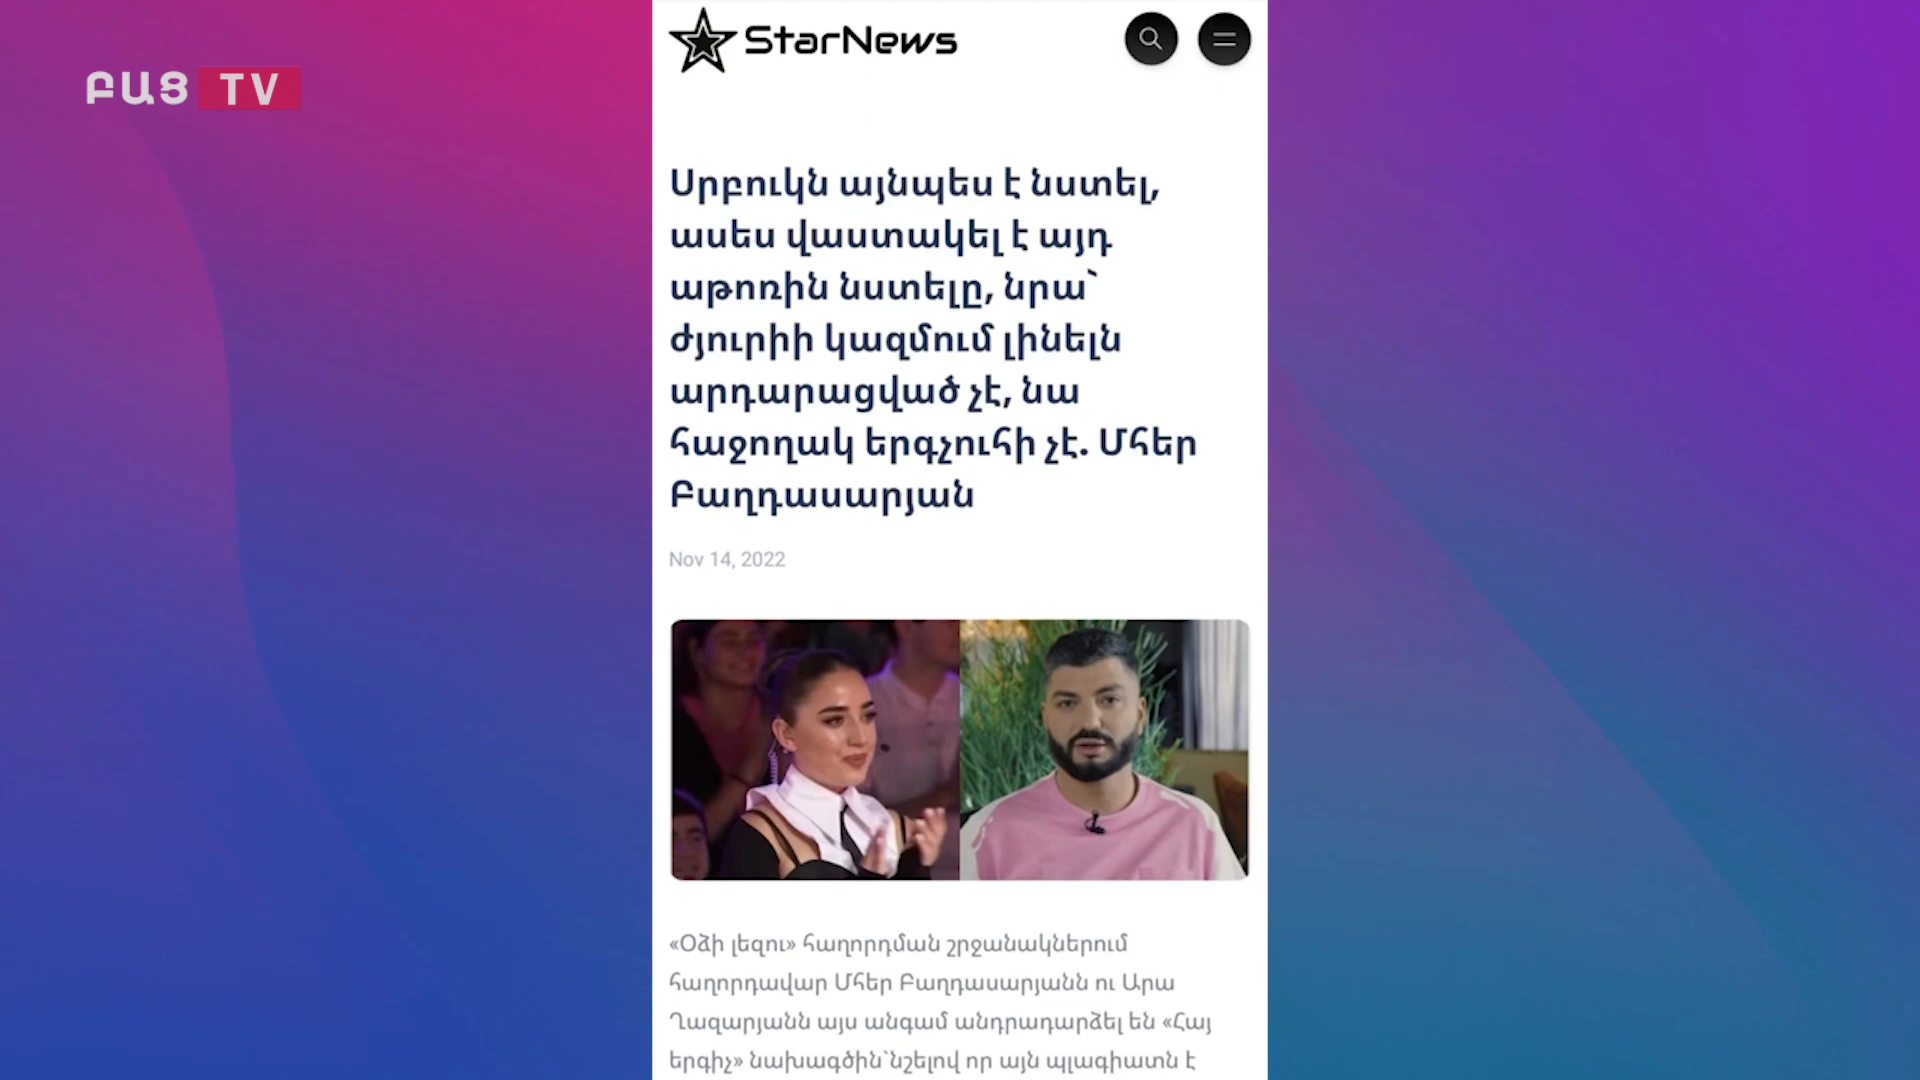 ԲԱՑ TV
StarNews
Սրբուկն այնպես է նստել,
ասես վաստակել է այդ
աթոռին նստելը, նրա՝
ժյուրիի կազմում լինելն
արդարացված չէ, նա
հաջողակ երգչուհի չէ. Մհեր
Բաղդասարյան
Nov 14, 2022
«Օձի լեզու» հաղորդման շրջանակներում
հաղորդավար Մհեր Բաղդասարյանն ու Արա
Ղազարյանն այս անգամ անդրադարձել են «Հայ
երգիչ» նախագծին՝նշելով որ այն պլագիատն է